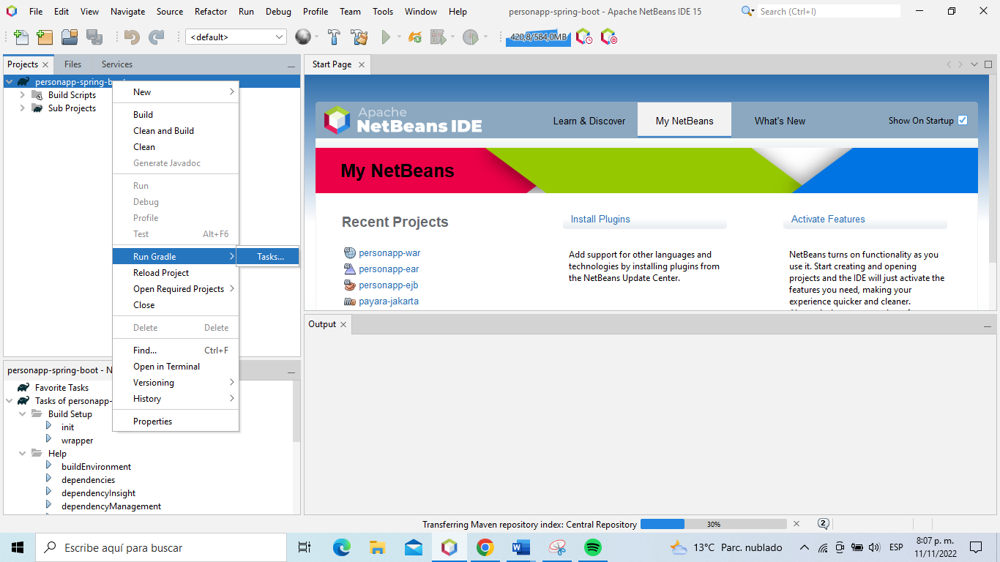 File Edit View Navigate Source Refactor Run Debug Profile Team Tools Window Help personapp-spring-boot - Apache NetBeans IDE 15 Search (Ctrl+I)
<default> 420,8/584,0MB
Projects Files Services
personapp-spring-boot
Build Scripts
Sub Projects
New
Build
Clean and Build
Clean
Generate Javadoc
Run
Debug
Profile
Test Alt+F6
Run Gradle Tasks...
Reload Project
Open Required Projects
Close
Delete Delete
Find... Ctrl+F
Open in Terminal
Versioning
History
Properties
Start Page
Apache
NetBeans IDE
Learn & Discover My NetBeans What's New Show On Startup
My NetBeans
Recent Projects
personapp-war
personapp-ear
personapp-ejb
payara-jakarta
Install Plugins
Add support for other languages and
technologies by installing plugins from
the NetBeans Update Center.
Activate Features
NetBeans turns on functionality as you
use it. Start creating and opening
projects and the IDE will just activate the
features you need, making your
experience quicker and cleaner.
Output
personapp-spring-boot - N
Favorite Tasks
Tasks of personapp-
Build Setup
init
wrapper
Help
buildEnvironment
dependencies
dependencyInsight
dependencyManagement
Transferring Maven repository index: Central Repository 30% 2
Escribe aquí para buscar
13°C Parc. nublado
ESP
8:07 p. m.
11/11/2022